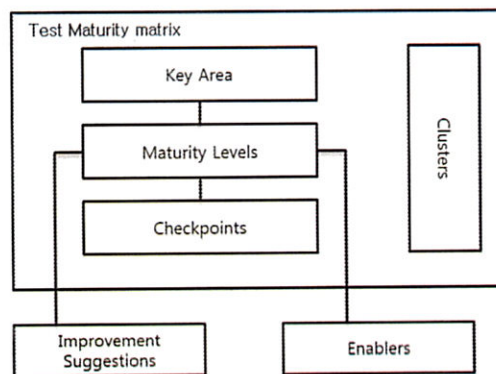 Test Maturity matrix
Key Area
Maturity Levels
Checkpoints
Clusters
Improvement
Suggestions
Enablers